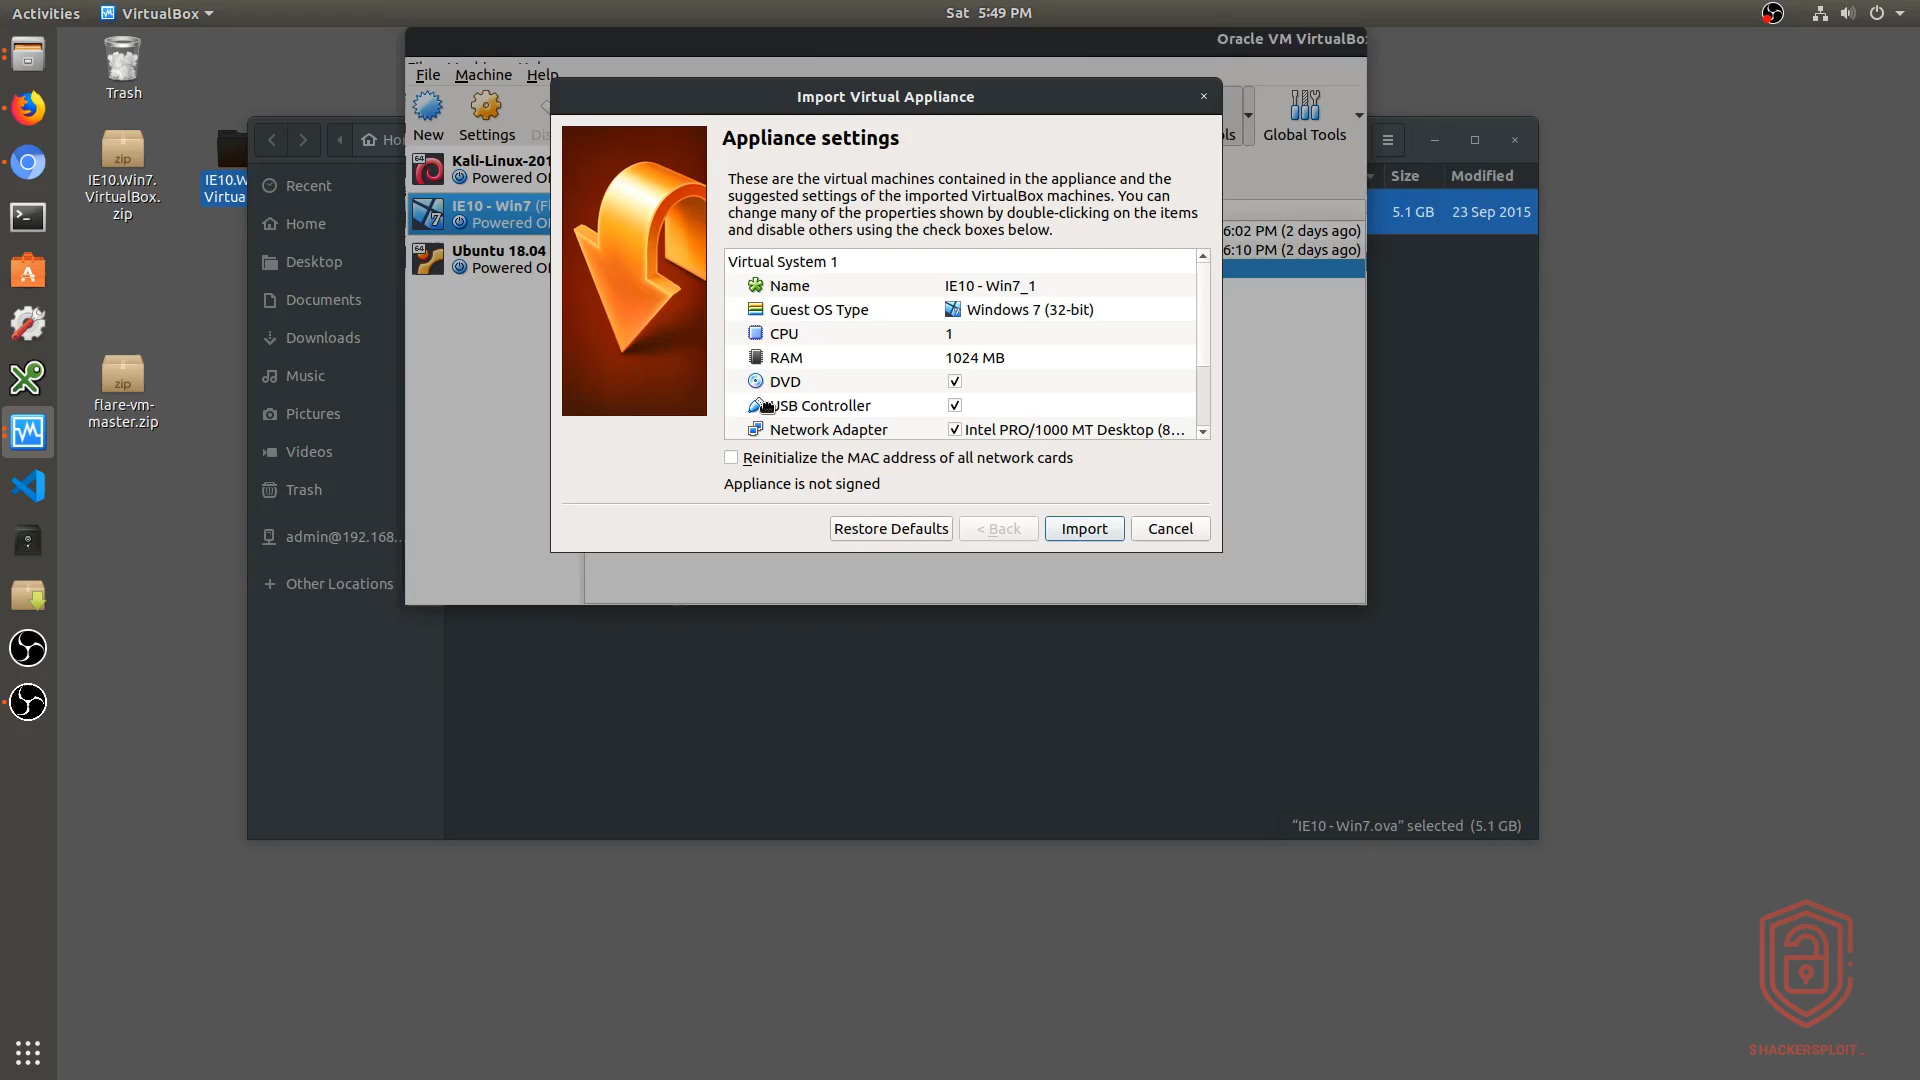 Activities
VirtualBox
Sat 5:49 PM
Trash
IE10.Win7.
VirtualBox.
zip
IE10.W
Virtua
flare-vm-
master.zip
Recent
Home
Desktop
Documents
Downloads
Music
Pictures
Videos
Trash
admin@192.168...
Other Locations
Oracle VM VirtualBo
File
Machine
Help
New
Settings
Global Tools
Kali-Linux-201
Powered Of
IE10 - Win7 (Fl
Powered Of
Ubuntu 18.04
Powered Of
6:02 PM (2 days ago)
6:10 PM (2 days ago)
Import Virtual Appliance
Appliance settings
These are the virtual machines contained in the appliance and the
suggested settings of the imported VirtualBox machines. You can
change many of the properties shown by double-clicking on the items
and disable others using the check boxes below.
Virtual System 1
Name IE10 - Win7_1
Guest OS Type Windows 7 (32-bit)
CPU 1
RAM 1024 MB
DVD
USB Controller
Network Adapter Intel PRO/1000 MT Desktop (8...
Reinitialize the MAC address of all network cards
Appliance is not signed
Restore Defaults
< Back
Import
Cancel
Size
Modified
5.1 GB
23 Sep 2015
“IE10 - Win7.ova” selected (5.1 GB)
$HACKERSPLOIT_